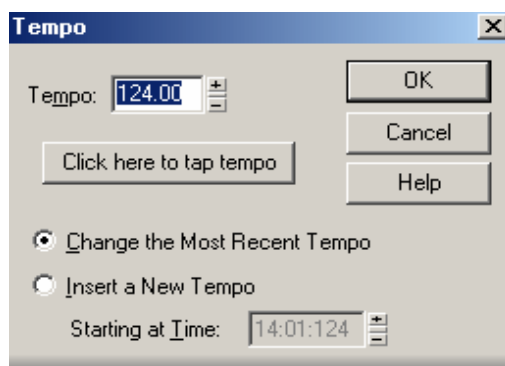 Tempo
Tempo: 124.00
OK
Cancel
Click here to tap tempo
Help
Change the Most Recent Tempo
Insert a New Tempo
Starting at Time: 14:01:124